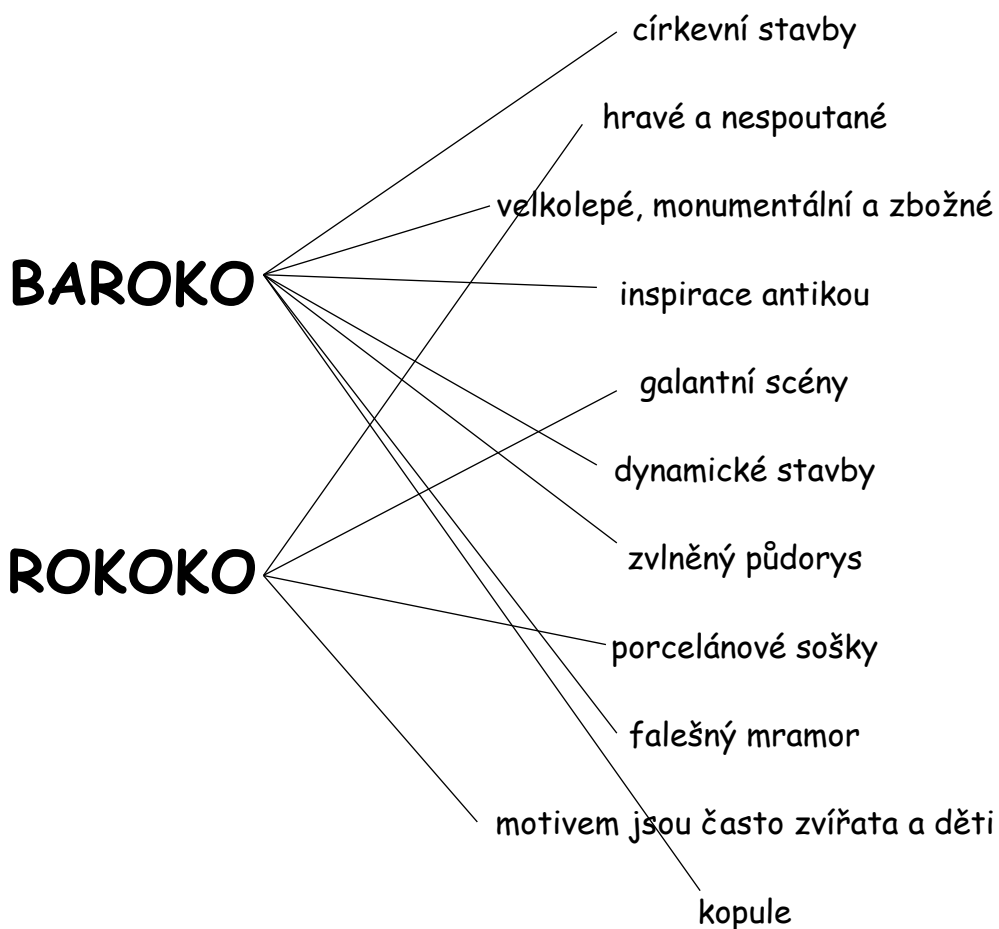 církevní stavby
hravé a nespoutané
velkolepé, monumentální a zbožné
BAROKO
inspirace antikou
galantní scény
dynamické stavby
zvlněný půdorys
ROKOKO
porcelánové sošky
falešný mramor
motivem jsou často zvířata a děti
kopule